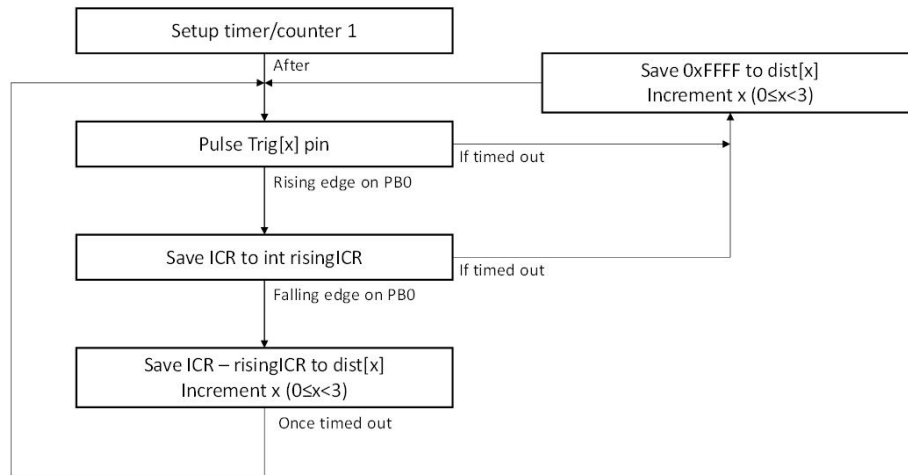 Setup timer/counter 1
After
Save 0xFFFF to dist[x]
Increment x (0≤x<3)
Pulse Trig[x] pin
If timed out
Rising edge on PB0
Save ICR to int risingICR
If timed out
Falling edge on PB0
Save ICR – risingICR to dist[x]
Increment x (0≤x<3)
Once timed out